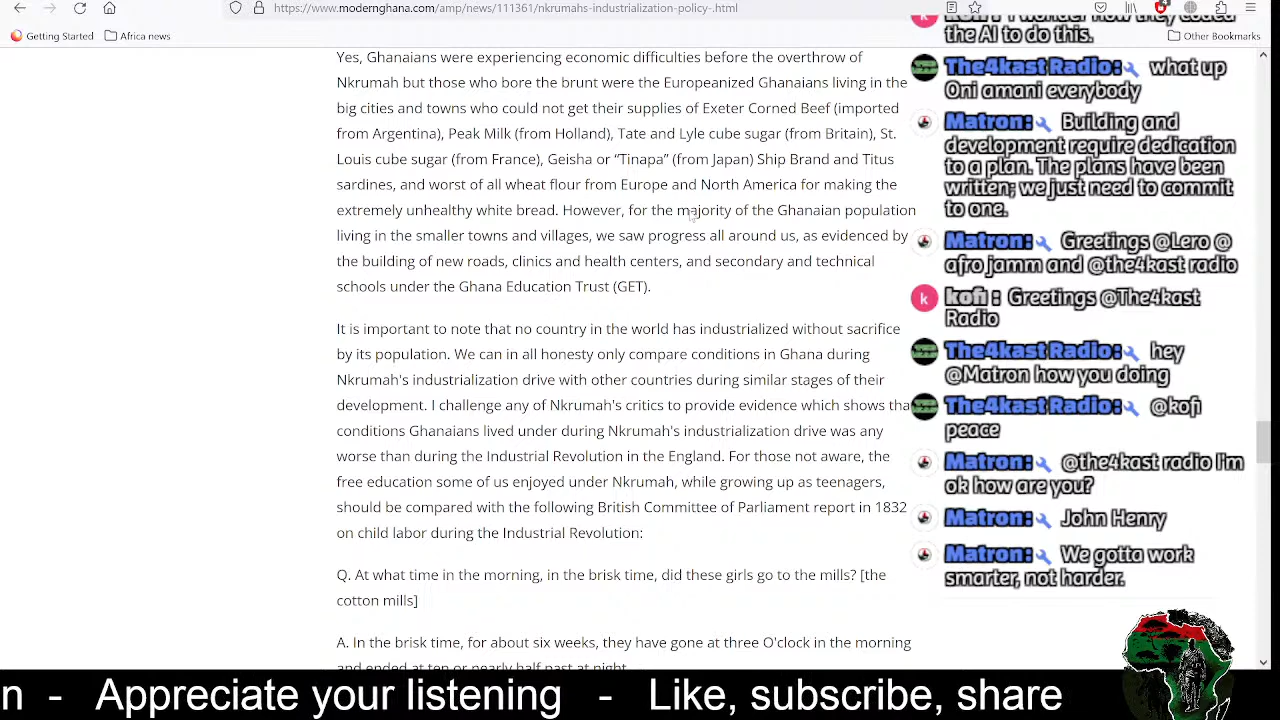 https://www.modernghana.com/amp/news/111361/nkrumahs-industrialization-policy-.html
Getting Started
Africa news
Other Bookmarks
Yes, Ghanaians were experiencing economic difficulties before the overthrow of
Nkrumah but those who bore the brunt were the Europeanized Ghanaians living in the
big cities and towns who could not get their supplies of Exeter Corned Beef (imported
from Argentina), Peak Milk (from Holland), Tate and Lyle cube sugar (from Britain), St.
Louis cube sugar (from France), Geisha or “Tinapa” (from Japan) Ship Brand and Titus
sadines, and worst of all wheat flour from Europe and North America for making the
extremely unhealthy white bread. However, for the majority of the Ghanaian population
living in the smaller towns and villages, we saw progress all around us, as evidenced by
the building of new roads, clinics and health centers, and secondary and technical
schools under the Ghana Education Trust (GET).
It is important to note that no country in the world has industrialized without sacrifice
by its population. We can in all honesty only compare conditions in Ghana during
Nkrumah's industrialization drive with other countries during similar stages of their
development. I challenge any of Nkrumah's critics to provide evidence which shows tha
conditions Ghanaians lived under during Nkrumah's industrialization drive was any
worse than during the Industrial Revolution in the England. For those not aware, the
free education some of us enjoyed under Nkrumah, while growing up as teenagers,
should be compared with the following British Committee of Parliament report in 1832
on child labor during the Industrial Revolution:
Q. At what time in the morning, in the brisk time, did these girls go to the mills? [the
cotton mills]
A. In the brisk time, for about six weeks, they have gone at three O'clock in the morning
and ended at ten or nearly half past at night
k kofi : I wonder how they coded
the AI to do this.
The4kast Radio: what up
Oni amani everybody
Matron: Building and
development require dedication
to a plan. The plans have been
written; we just need to commit
to one.
Matron: Greetings @Lero @
afro jamm and @the4kast radio
k kofi : Greetings @The4kast
Radio
The4kast Radio: hey
@Matron how you doing
The4kast Radio: @kofi
peace
Matron: @the4kast radio I'm
ok how are you?
Matron: John Henry
Matron: We gotta work
smarter, not harder.
n - Appreciate your listening - Like, subscribe, share